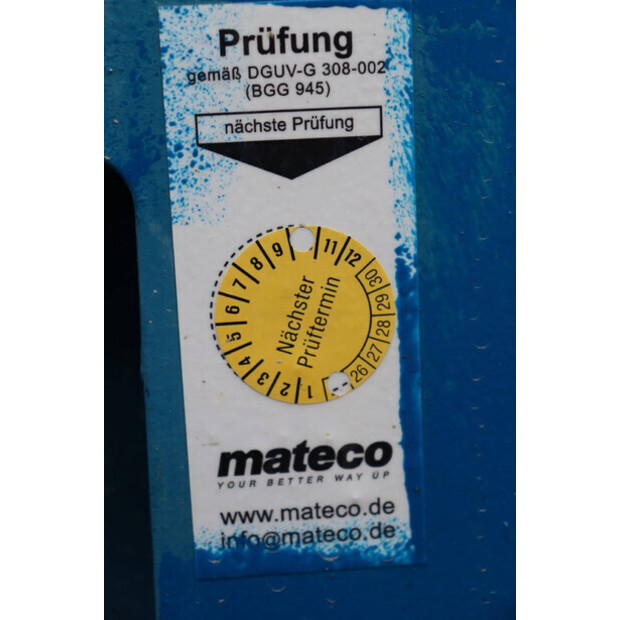 Prüfung
gemäß DGUV-G 308-002
(BGG 945)
nächste Prüfung
1 2 3 4 5 6 7 8 9 11 12
30 29 28 27 26
Nächster
Prüftermin
mateco
YOUR BETTER WAY UP
www.mateco.de
info@mateco.de